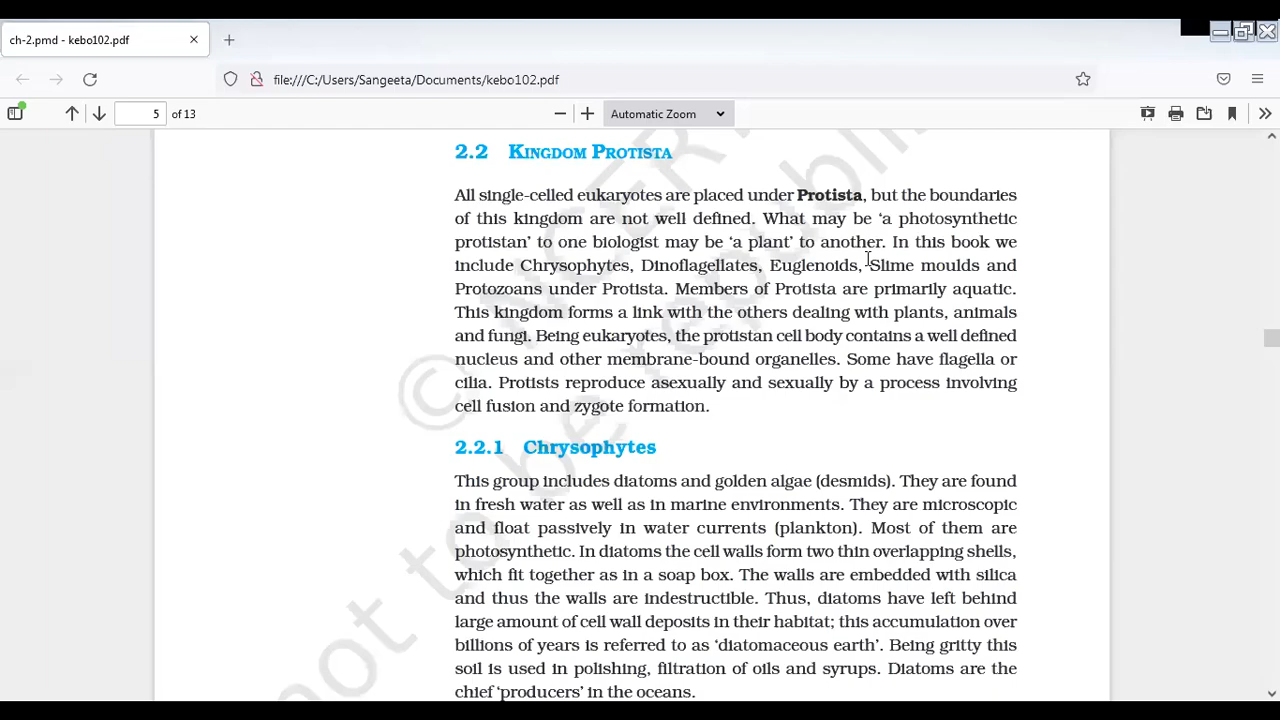 ch-2.pmd - kebo102.pdf
file:///C:/Users/Sangeeta/Documents/kebo102.pdf
5 of 13
Automatic Zoom
2.2 KINGDOM PROTISTA
All single-celled eukaryotes are placed under Protista, but the boundaries
of this kingdom are not well defined. What may be ‘a photosynthetic
protistan’ to one biologist may be ‘a plant’ to another. In this book we
include Chrysophytes, Dinoflagellates, Euglenoids, Slime moulds and
Protozoans under Protista. Members of Protista are primarily aquatic.
This kingdom forms a link with the others dealing with plants, animals
and fungi. Being eukaryotes, the protistan cell body contains a well defined
nucleus and other membrane-bound organelles. Some have flagella or
cilia. Protists reproduce asexually and sexually by a process involving
cell fusion and zygote formation.
2.2.1 Chrysophytes
This group includes diatoms and golden algae (desmids). They are found
in fresh water as well as in marine environments. They are microscopic
and float passively in water currents (plankton). Most of them are
photosynthetic. In diatoms the cell walls form two thin overlapping shells,
which fit together as in a soap box. The walls are embedded with silica
and thus the walls are indestructible. Thus, diatoms have left behind
large amount of cell wall deposits in their habitat; this accumulation over
billions of years is referred to as ‘diatomaceous earth’. Being gritty this
soil is used in polishing, filtration of oils and syrups. Diatoms are the
chief ‘producers’ in the oceans.
© NCERT
not to be republi